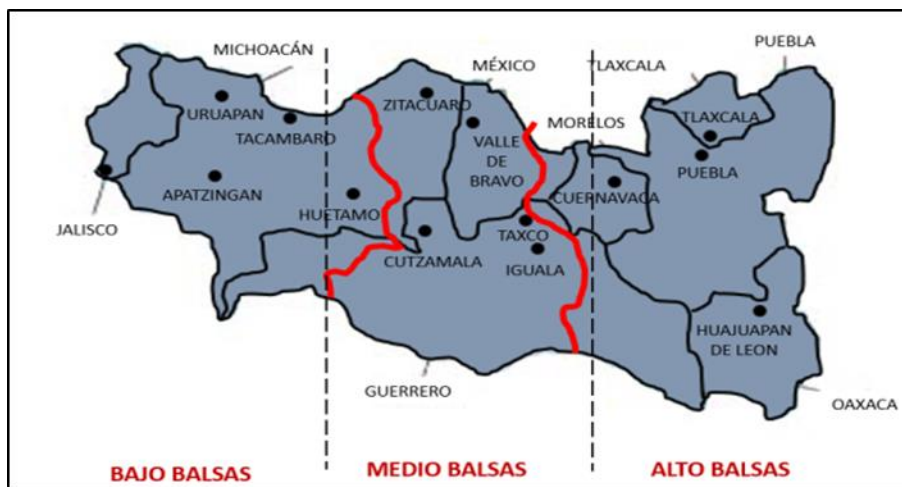 PUEBLA
MICHOACÁN
MÉXICO
TLAXCALA
ZITACUARO
URUAPAN
TACAMBARO
TLAXCALA
MORELOS
VALLE
DE
BRAVO
PUEBLA
APATZINGAN
CUERNAVACA
HUETAMO
JALISCO
TAXCO
CUTZAMALA
IGUALA
HUAJUAPAN
DE LEON
GUERRERO
OAXACA
BAJO BALSAS
MEDIO BALSAS
ALTO BALSAS